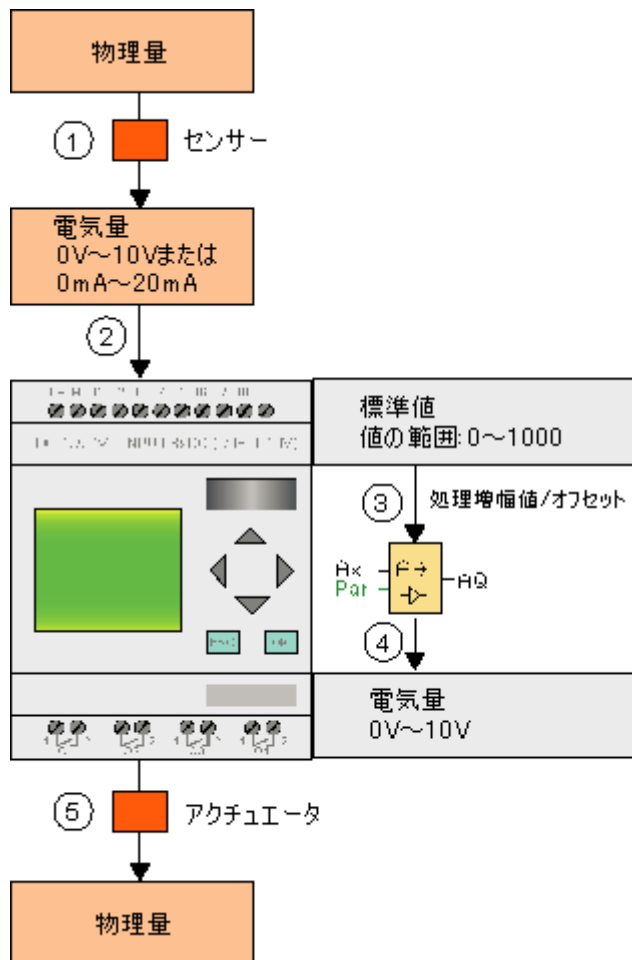 物理量
① センサー
電気量
0V～10Vまたは
0mA～20mA
②
標準値
値の範囲:0～1000
③ 処理増幅値/オフセット
Ax
Par
A→
AQ
④
電気量
0V～10V
⑤ アクチュエータ
物理量